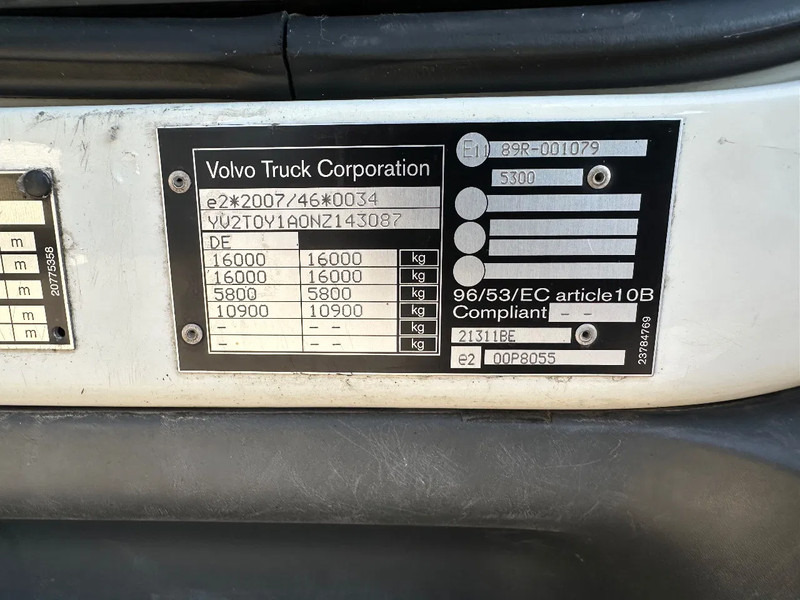 m
m
m
m
m
20775358
Volvo Truck Corporation
e2*2007/46*0034
YV2T0Y1A0NZ143087
DE
16000 16000 kg
16000 16000 kg
5800 5800 kg
10900 10900 kg
- - - - kg
- - - - kg
E11 89R-001079
5300
96/53/EC article10B
Compliant - -
21311BE
e2 00P8055
23784769